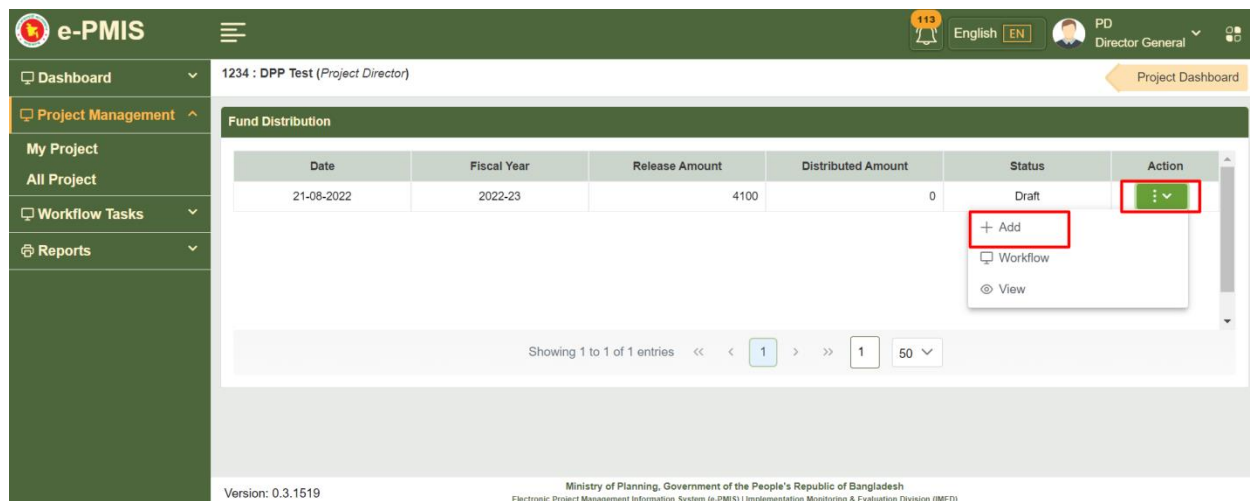 e-PMIS
113
English EN
PD
Director General
Dashboard
Project Management
My Project
All Project
Workflow Tasks
Reports
1234 : DPP Test (Project Director)
Project Dashboard
Fund Distribution
Date Fiscal Year Release Amount Distributed Amount Status Action
21-08-2022 2022-23 4100 0 Draft
+ Add
Workflow
View
Showing 1 to 1 of 1 entries << < 1 > >> 1 50
Version: 0.3.1519
Ministry of Planning, Government of the People's Republic of Bangladesh
Electronic Project Management Information System (e-PMIS) | Implementation Monitoring & Evaluation Division (IMED)